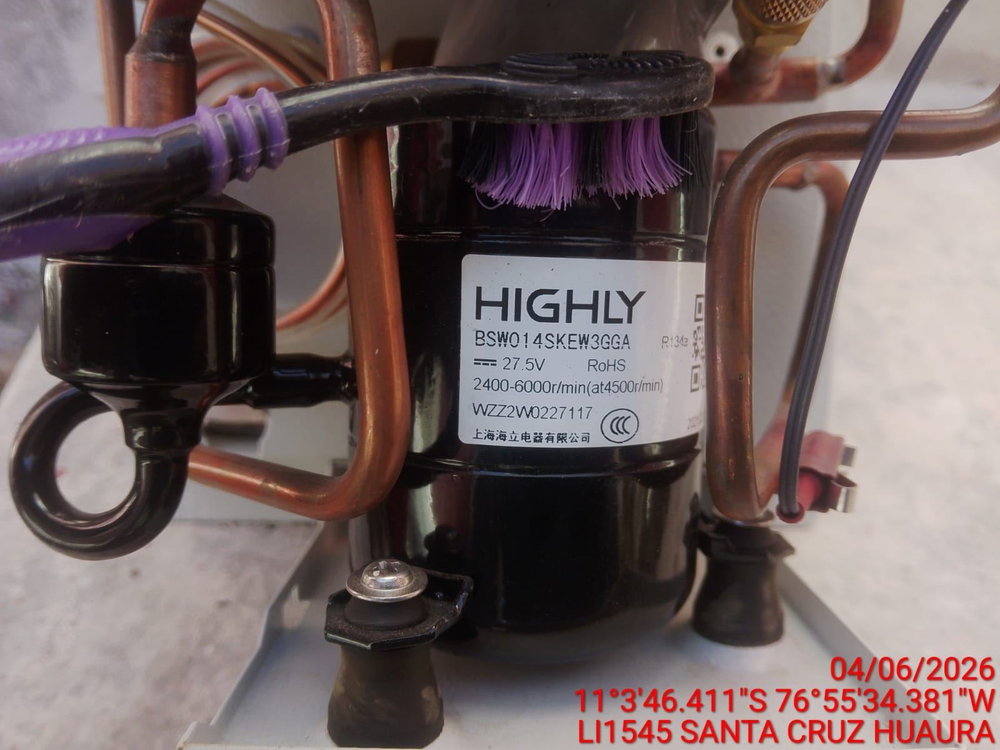 HIGHLY
BSW014SKEW3GGA R134a
27.5V RoHS
2400-6000r/min(at4500r/min)
WZZ2W0227117
上海海立电器有限公司
04/06/2026
11°3'46.411"S 76°55'34.381"W
LI1545 SANTA CRUZ HUAURA